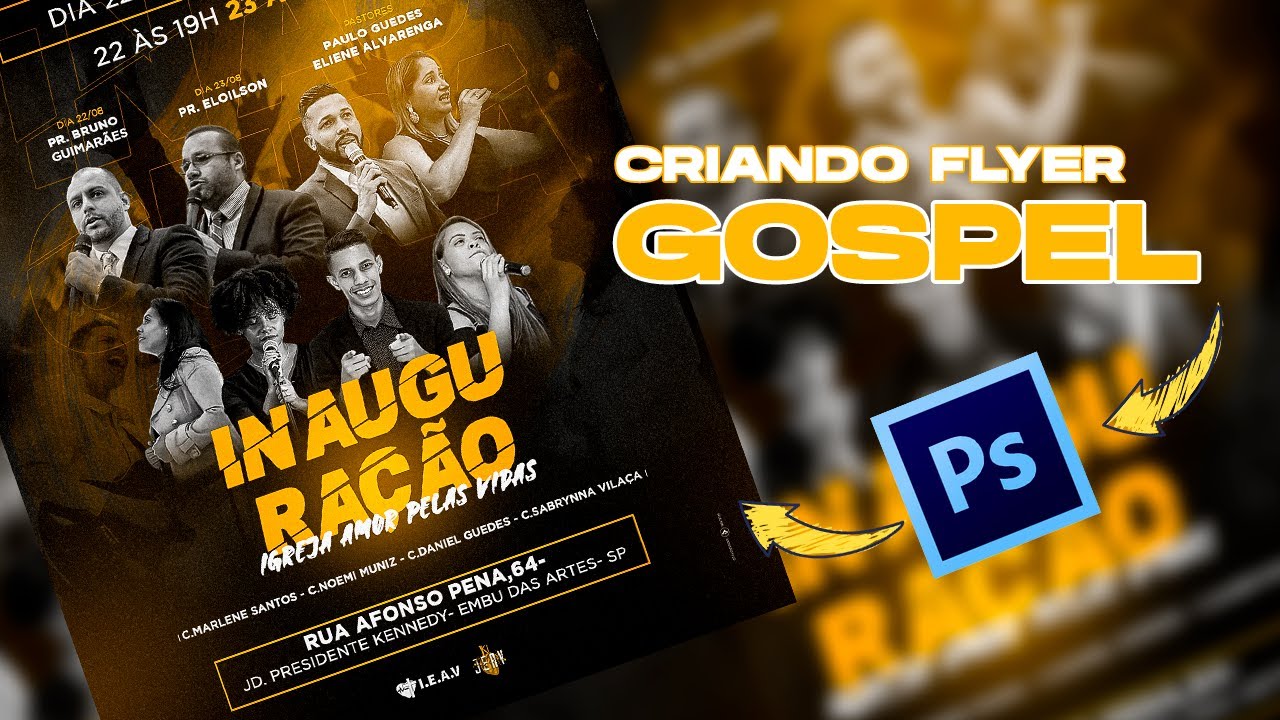 DIA 22
22 ÀS 19H 23 A
PASTORES
PAULO GUEDES
ELIENE ALVARENGA
DIA 23/08
PR. ELOILSON
DIA 22/08
PR. BRUNO
GUIMARÃES
INAUGU
RAÇÃO
IGREJA AMOR PELAS VIDAS
| C.MARLENE SANTOS - C.NOEMI MUNIZ - C.DANIEL GUEDES - C.SABRYNNA VILAÇA |
RUA AFONSO PENA,64-
JD. PRESIDENTE KENNEDY- EMBU DAS ARTES- SP
I.E.A.V
CRIANDO FLYER
GOSPEL
Ps
RAÇÃO